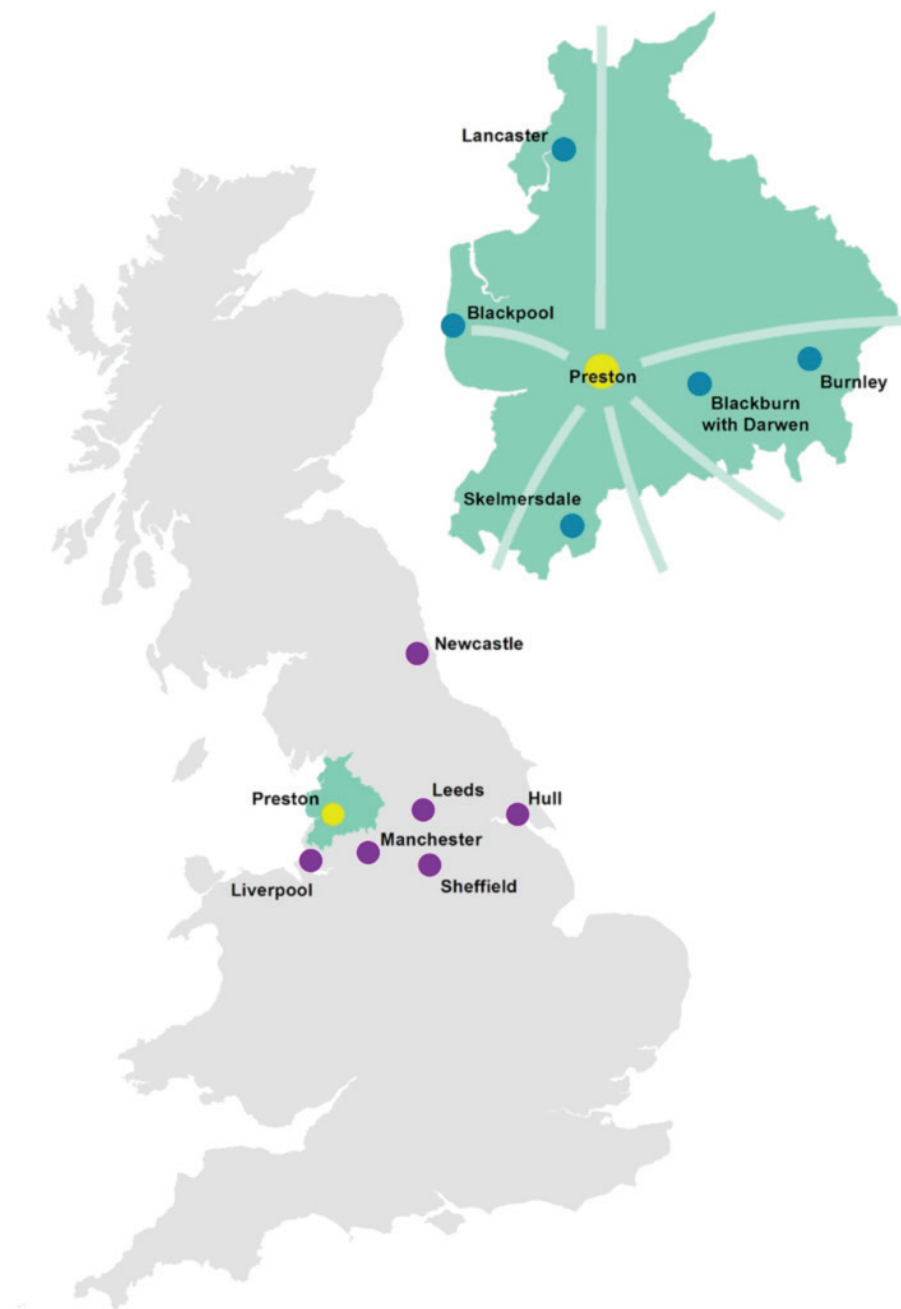 Lancaster
Blackpool
Preston
Burnley
Blackburn
with Darwen
Skelmersdale
Newcastle
Preston
Leeds
Hull
Manchester
Liverpool
Sheffield